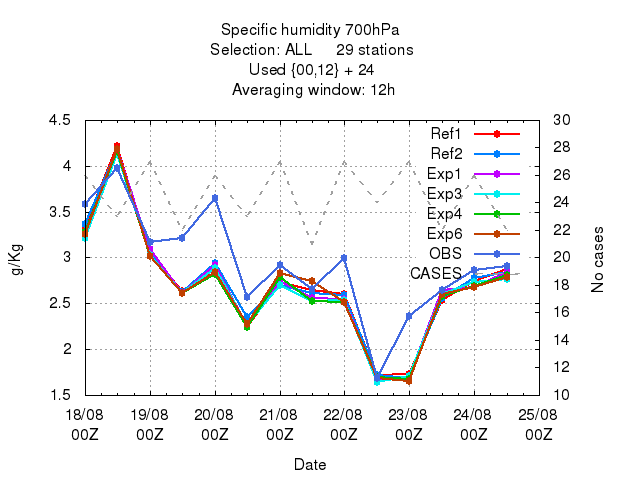 Specific humidity 700hPa
Selection: ALL 29 stations
Used {00,12} + 24
Averaging window: 12h
4.5
4
3.5
3
2.5
2
1.5
g/Kg
30
28
26
24
22
20
18
16
14
12
10
No cases
Ref1
Ref2
Exp1
Exp3
Exp4
Exp6
OBS
CASES
18/08 19/08 20/08 21/08 22/08 23/08 24/08 25/08
00Z 00Z 00Z 00Z 00Z 00Z 00Z 00Z
Date